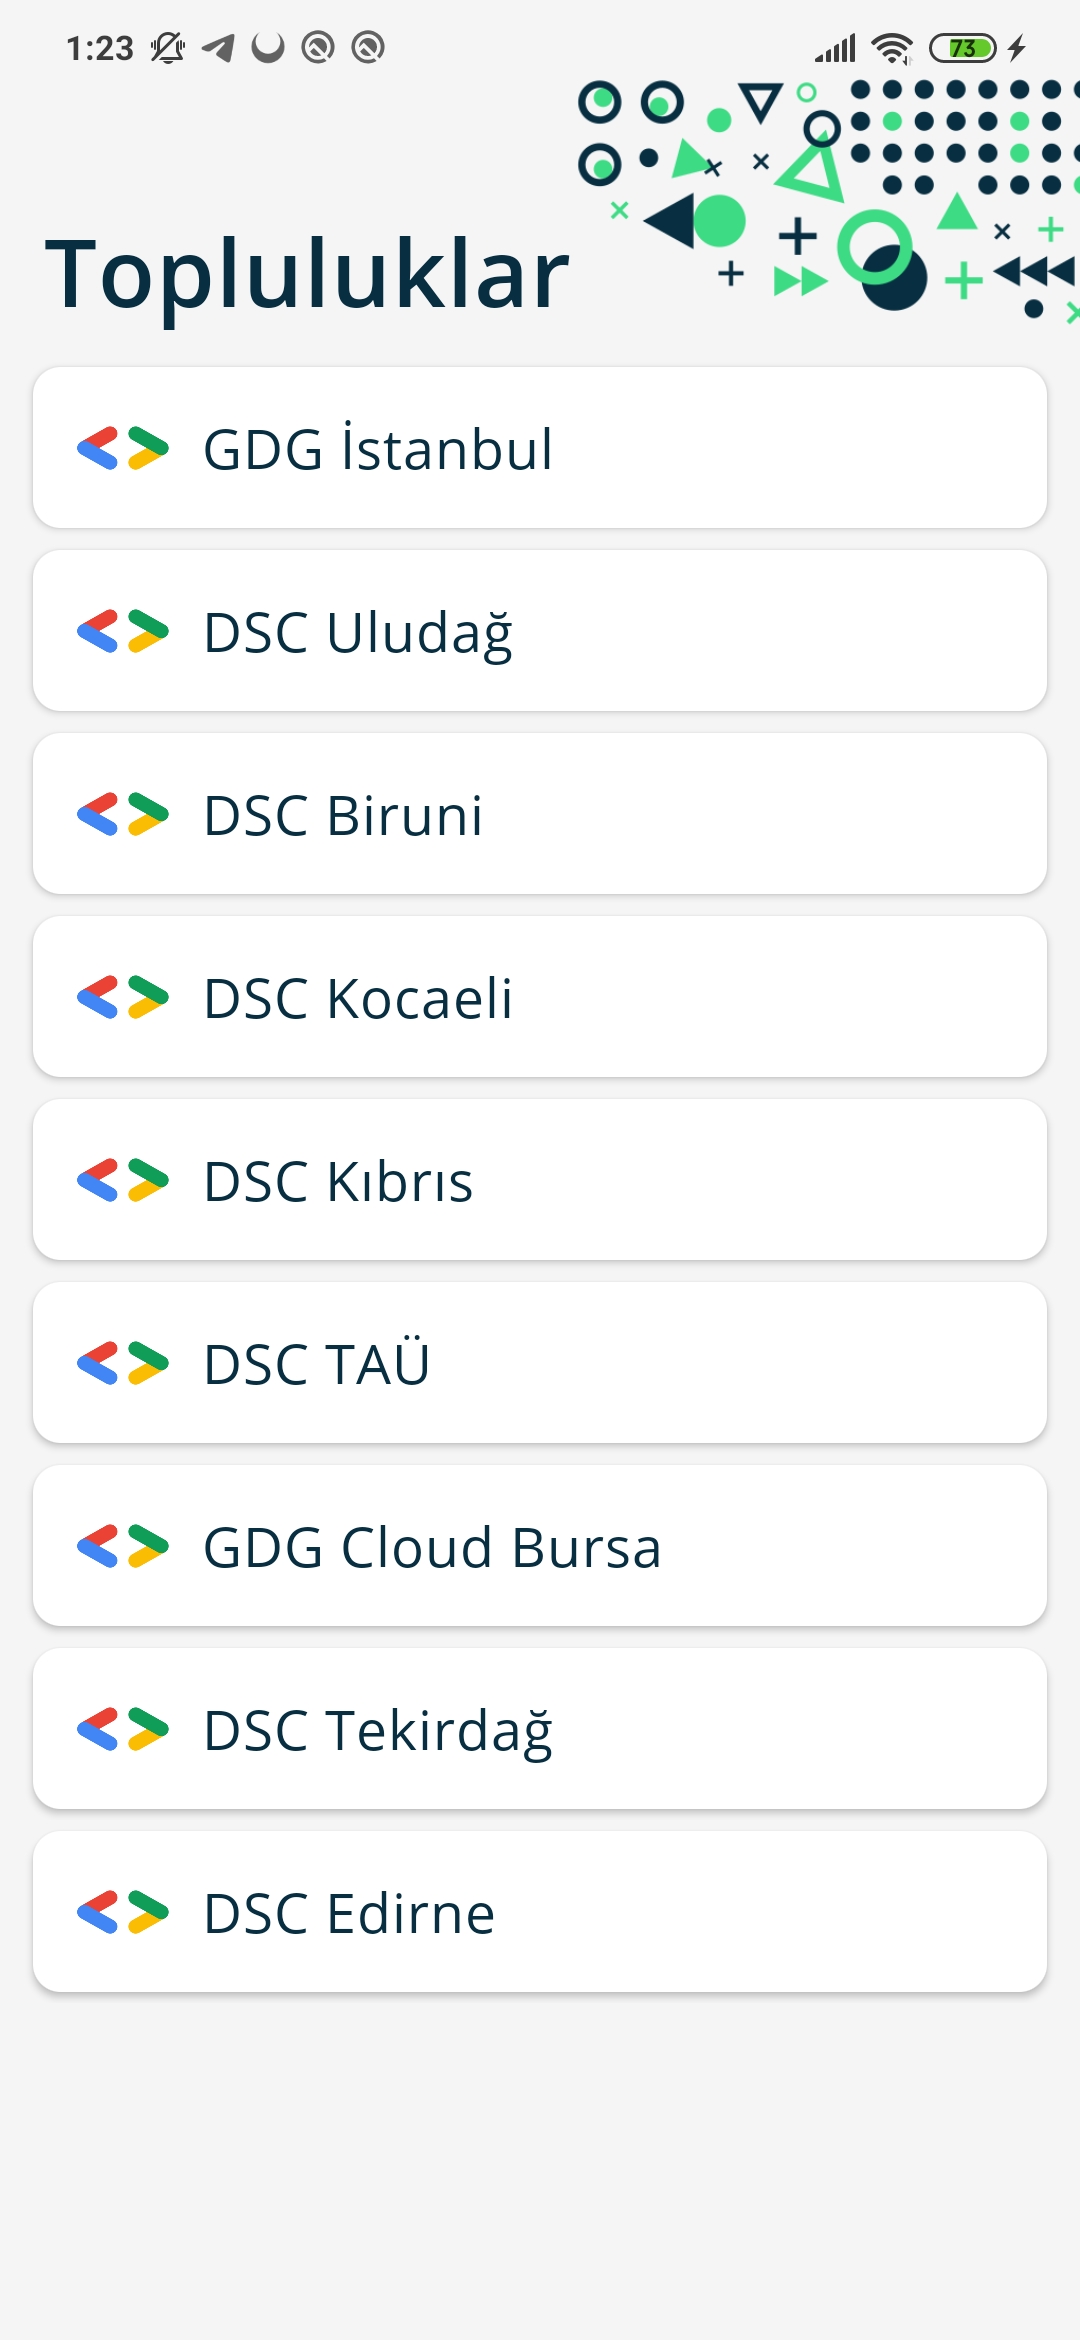 1:23
73
Topluluklar
GDG İstanbul
DSC Uludağ
DSC Biruni
DSC Kocaeli
DSC Kıbrıs
DSC TAÜ
GDG Cloud Bursa
DSC Tekirdağ
DSC Edirne